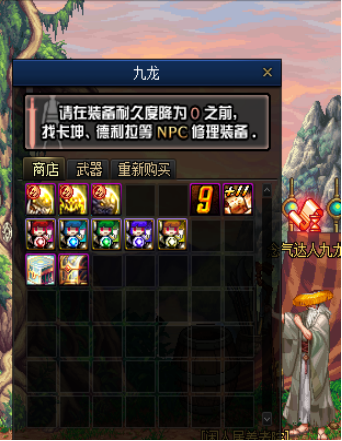 九龙
请在装备耐久度降为 0 之前,
找卡坤、德利拉等 NPC 修理装备 .
商店 武器 重新购买
9
气达人九龙